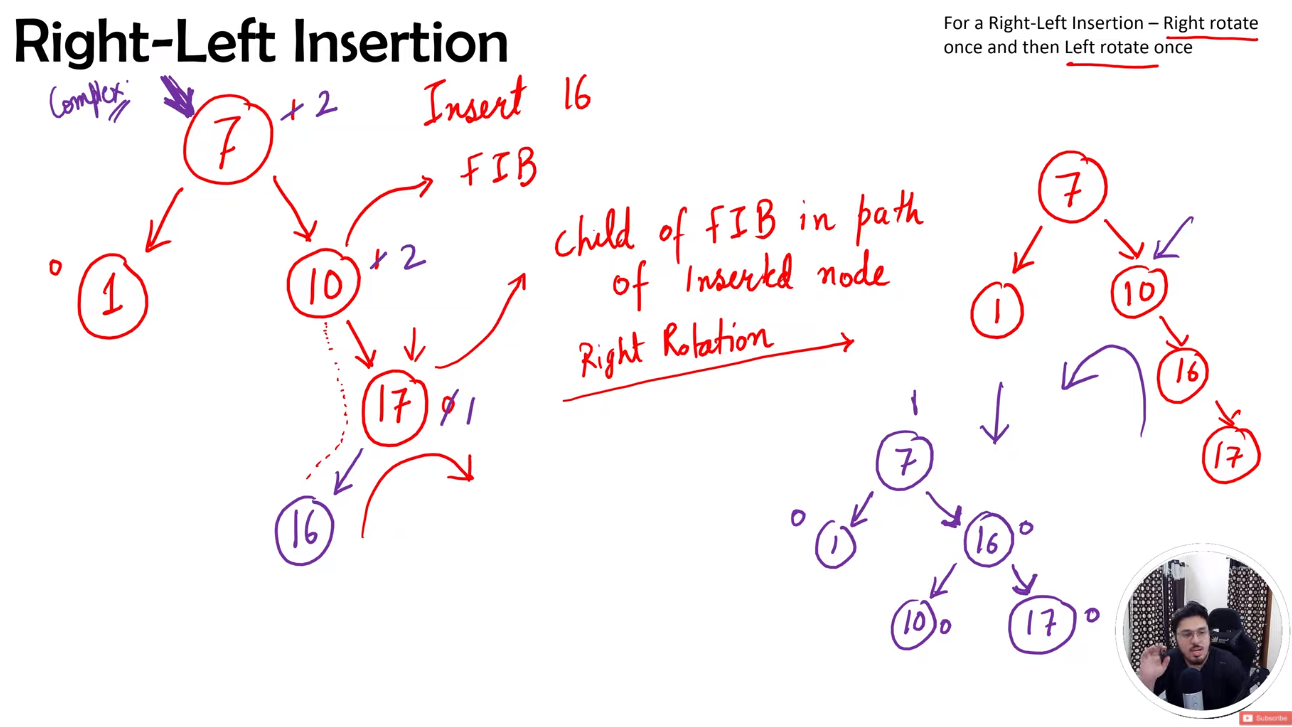 Right-Left Insertion
For a Right-Left Insertion – Right rotate
once and then Left rotate once
Complex
7
+ 2
Insert 16
FIB
0
1
10
+ 2
Child of FIB in path
of Inserted node
Right Rotation
17
0 1
16
7
1
10
16
17
1
7
0
1
16
0
10
0
17
0
Subscribe